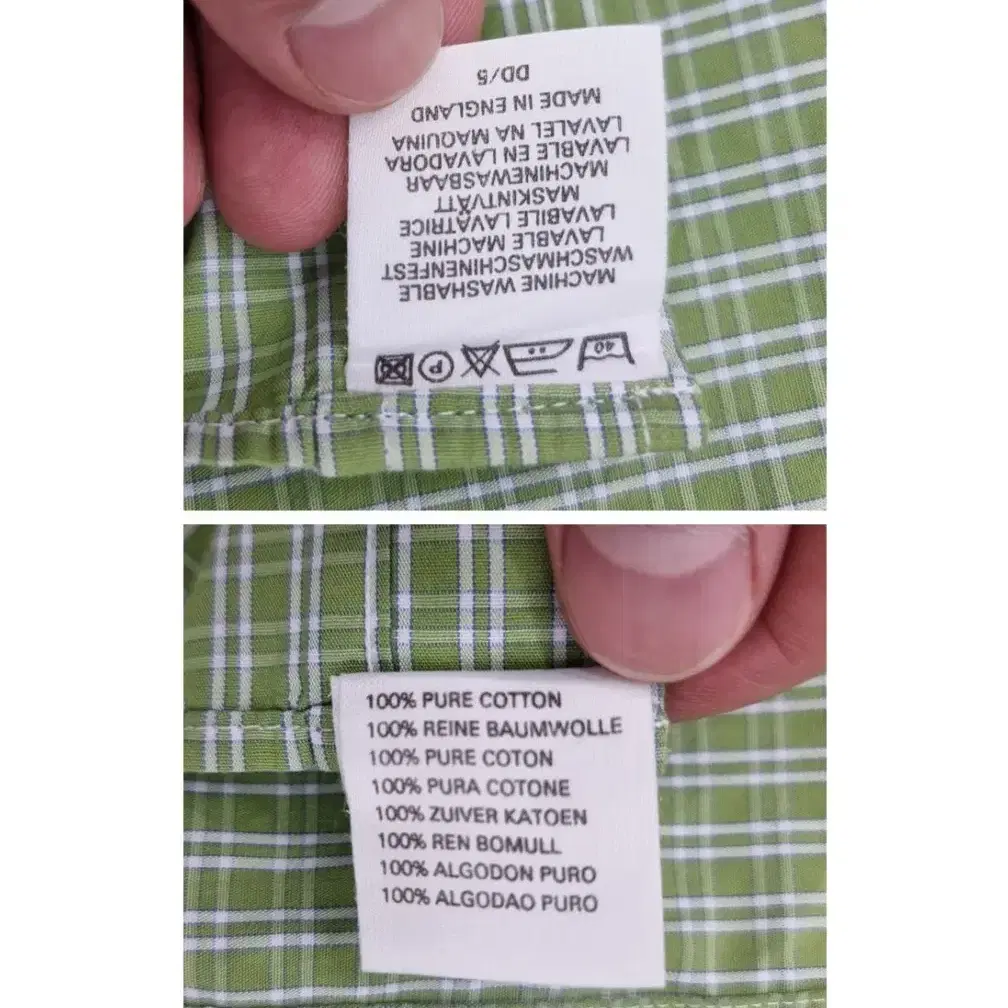 40
P
MACHINE WASHABLE
WASCHMASCHINENFEST
LAVABLE MACHINE
LAVABILE LAVATRICE
MASKINTVÄTT
MACHINEWASBAAR
LAVABLE EN LAVADORA
LAVALEL NA MAQUINA
MADE IN ENGLAND
DD/5
100% PURE COTTON
100% REINE BAUMWOLLE
100% PURE COTON
100% PURA COTONE
100% ZUIVER KATOEN
100% REN BOMULL
100% ALGODON PURO
100% ALGODAO PURO